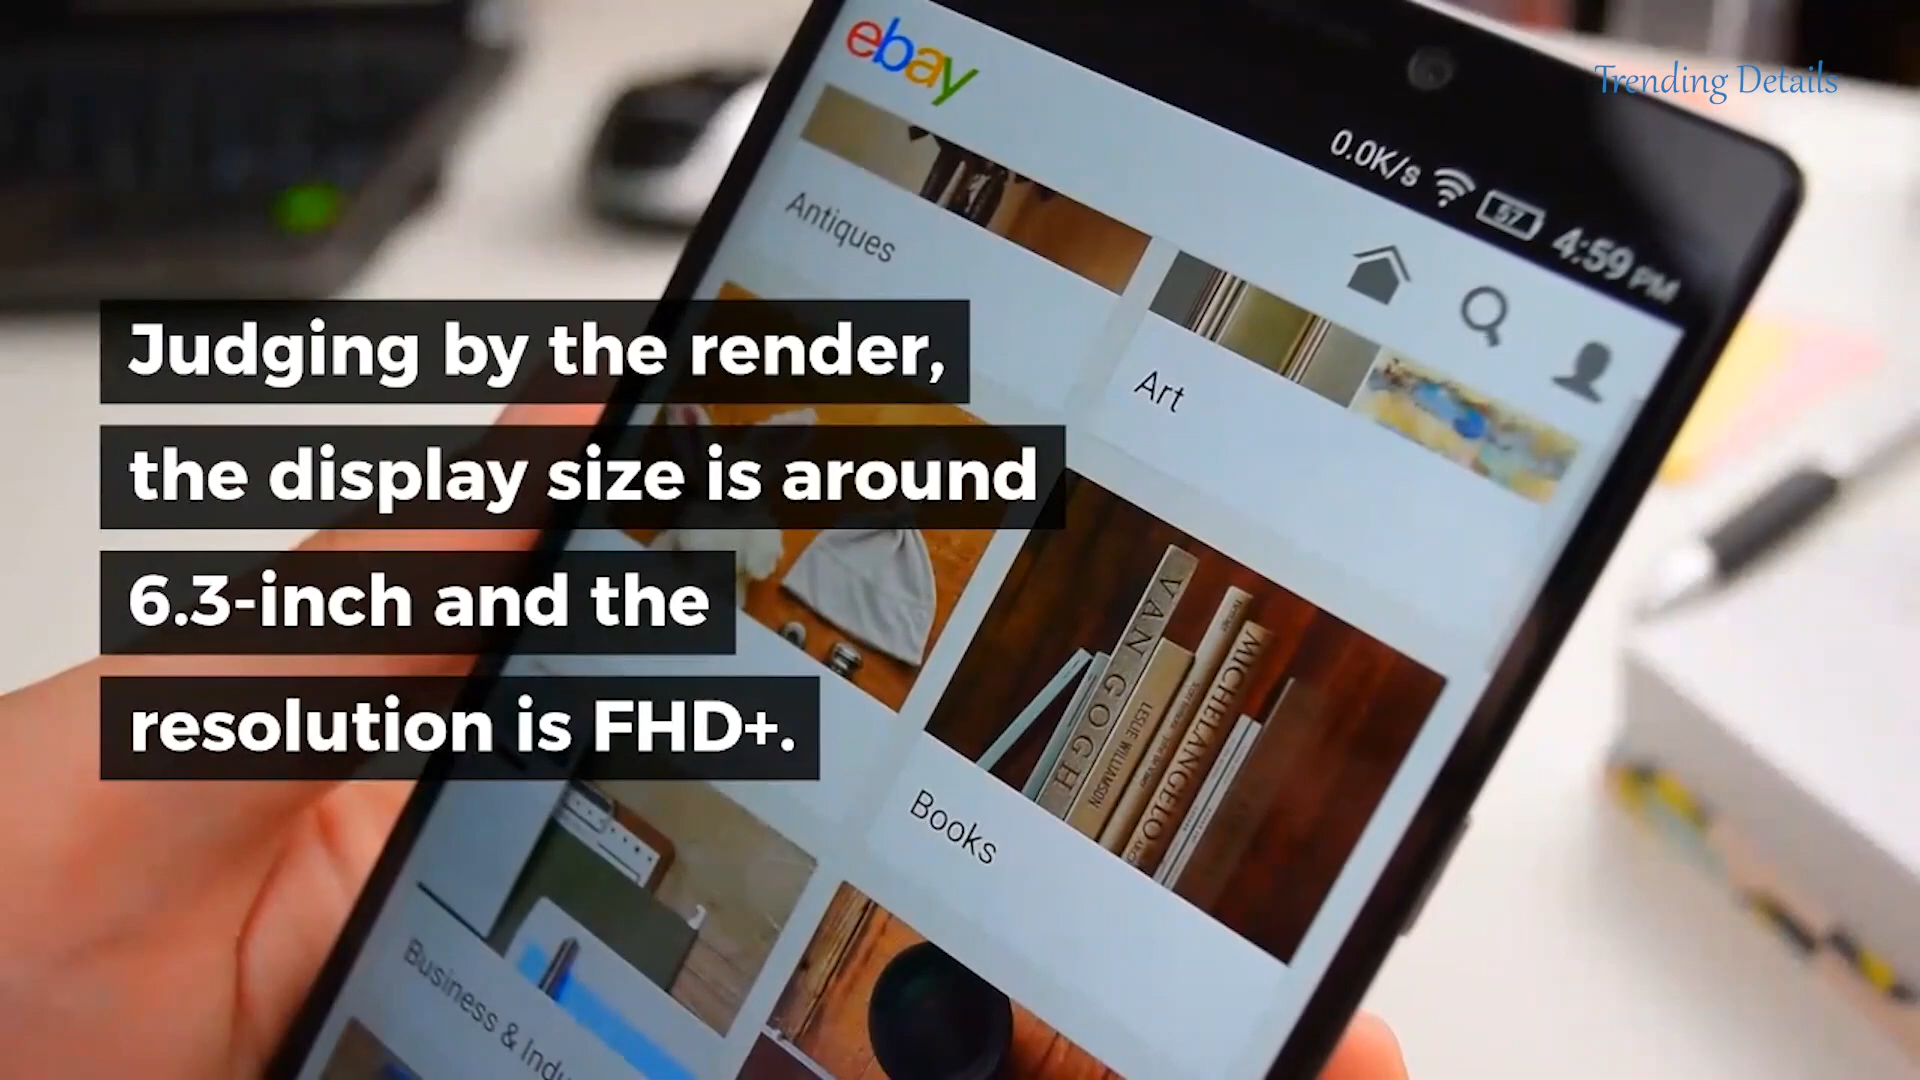 ebay
Trending Details
0.0K/s 57 4:59 PM
Antiques
Art
Judging by the render,
the display size is around
6.3-inch and the
resolution is FHD+.
VAN GOGH
LESLIE WILLIAMSON
MICHELANGELO
Books
Business & Indu